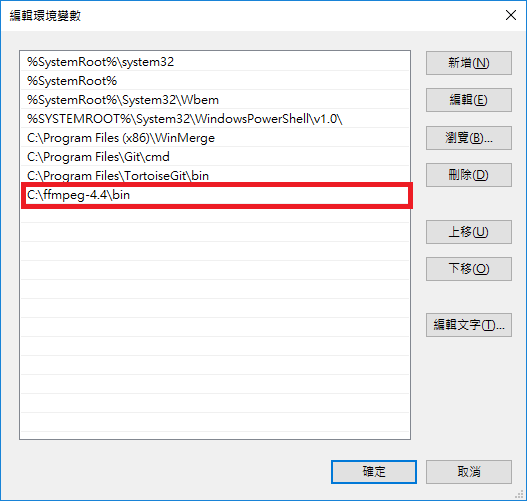 編輯環境變數
%SystemRoot%\system32
%SystemRoot%
%SystemRoot%\System32\Wbem
%SYSTEMROOT%\System32\WindowsPowerShell\v1.0\
C:\Program Files (x86)\WinMerge
C:\Program Files\Git\cmd
C:\Program Files\TortoiseGit\bin
C:\ffmpeg-4.4\bin
新增(N)
編輯(E)
瀏覽(B)...
刪除(D)
上移(U)
下移(O)
編輯文字(T)...
確定
取消